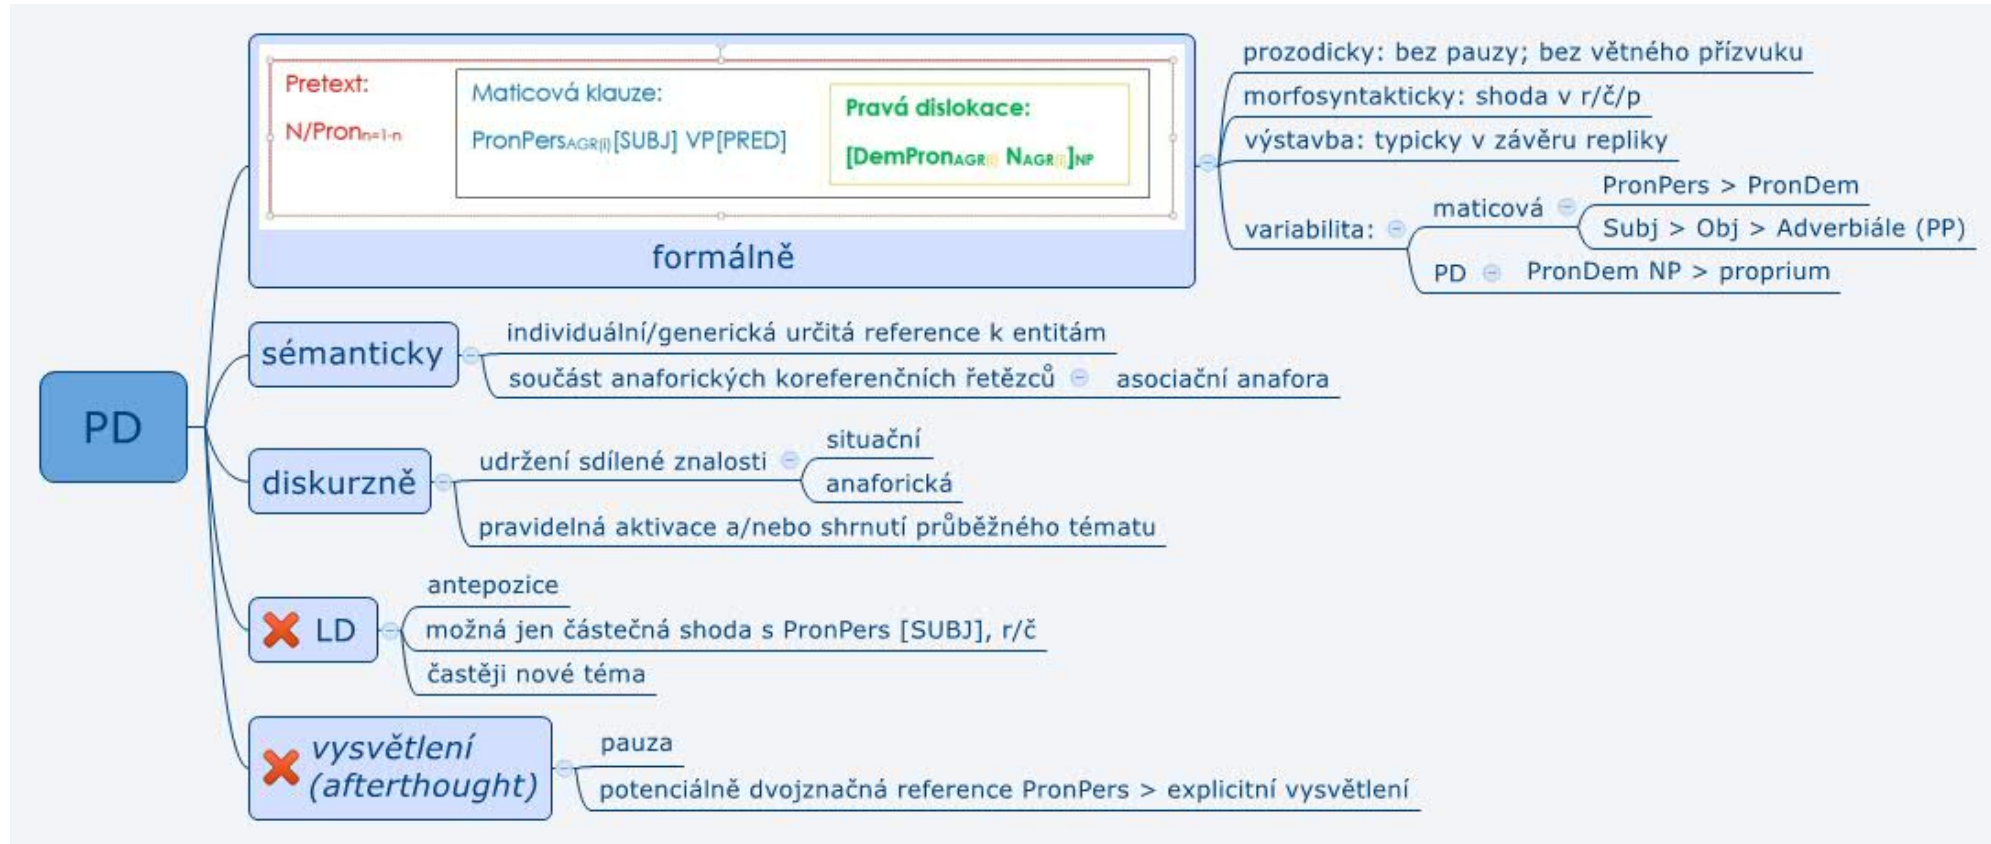 PD
Pretext:
N/Pronn=1-n
Maticová klauze:
PronPersAGR(i)[SUBJ] VP[PRED]
Pravá dislokace:
[DemPronAGR(i) NAGR(i)]NP
formálně
prozodicky: bez pauzy; bez větného přízvuku
morfosyntakticky: shoda v r/č/p
výstavba: typicky v závěru repliky
variabilita:
maticová
PronPers > PronDem
Subj > Obj > Adverbiále (PP)
PD
PronDem NP > proprium
sémanticky
individuální/generická určitá reference k entitám
součást anaforických koreferenčních řetězců
asociační anafora
diskurzně
udržení sdílené znalosti
situační
anaforická
pravidelná aktivace a/nebo shrnutí průběžného tématu
LD
antepozice
možná jen částečná shoda s PronPers [SUBJ], r/č
častěji nové téma
vysvětlení
(afterthought)
pauza
potenciálně dvojznačná reference PronPers > explicitní vysvětlení